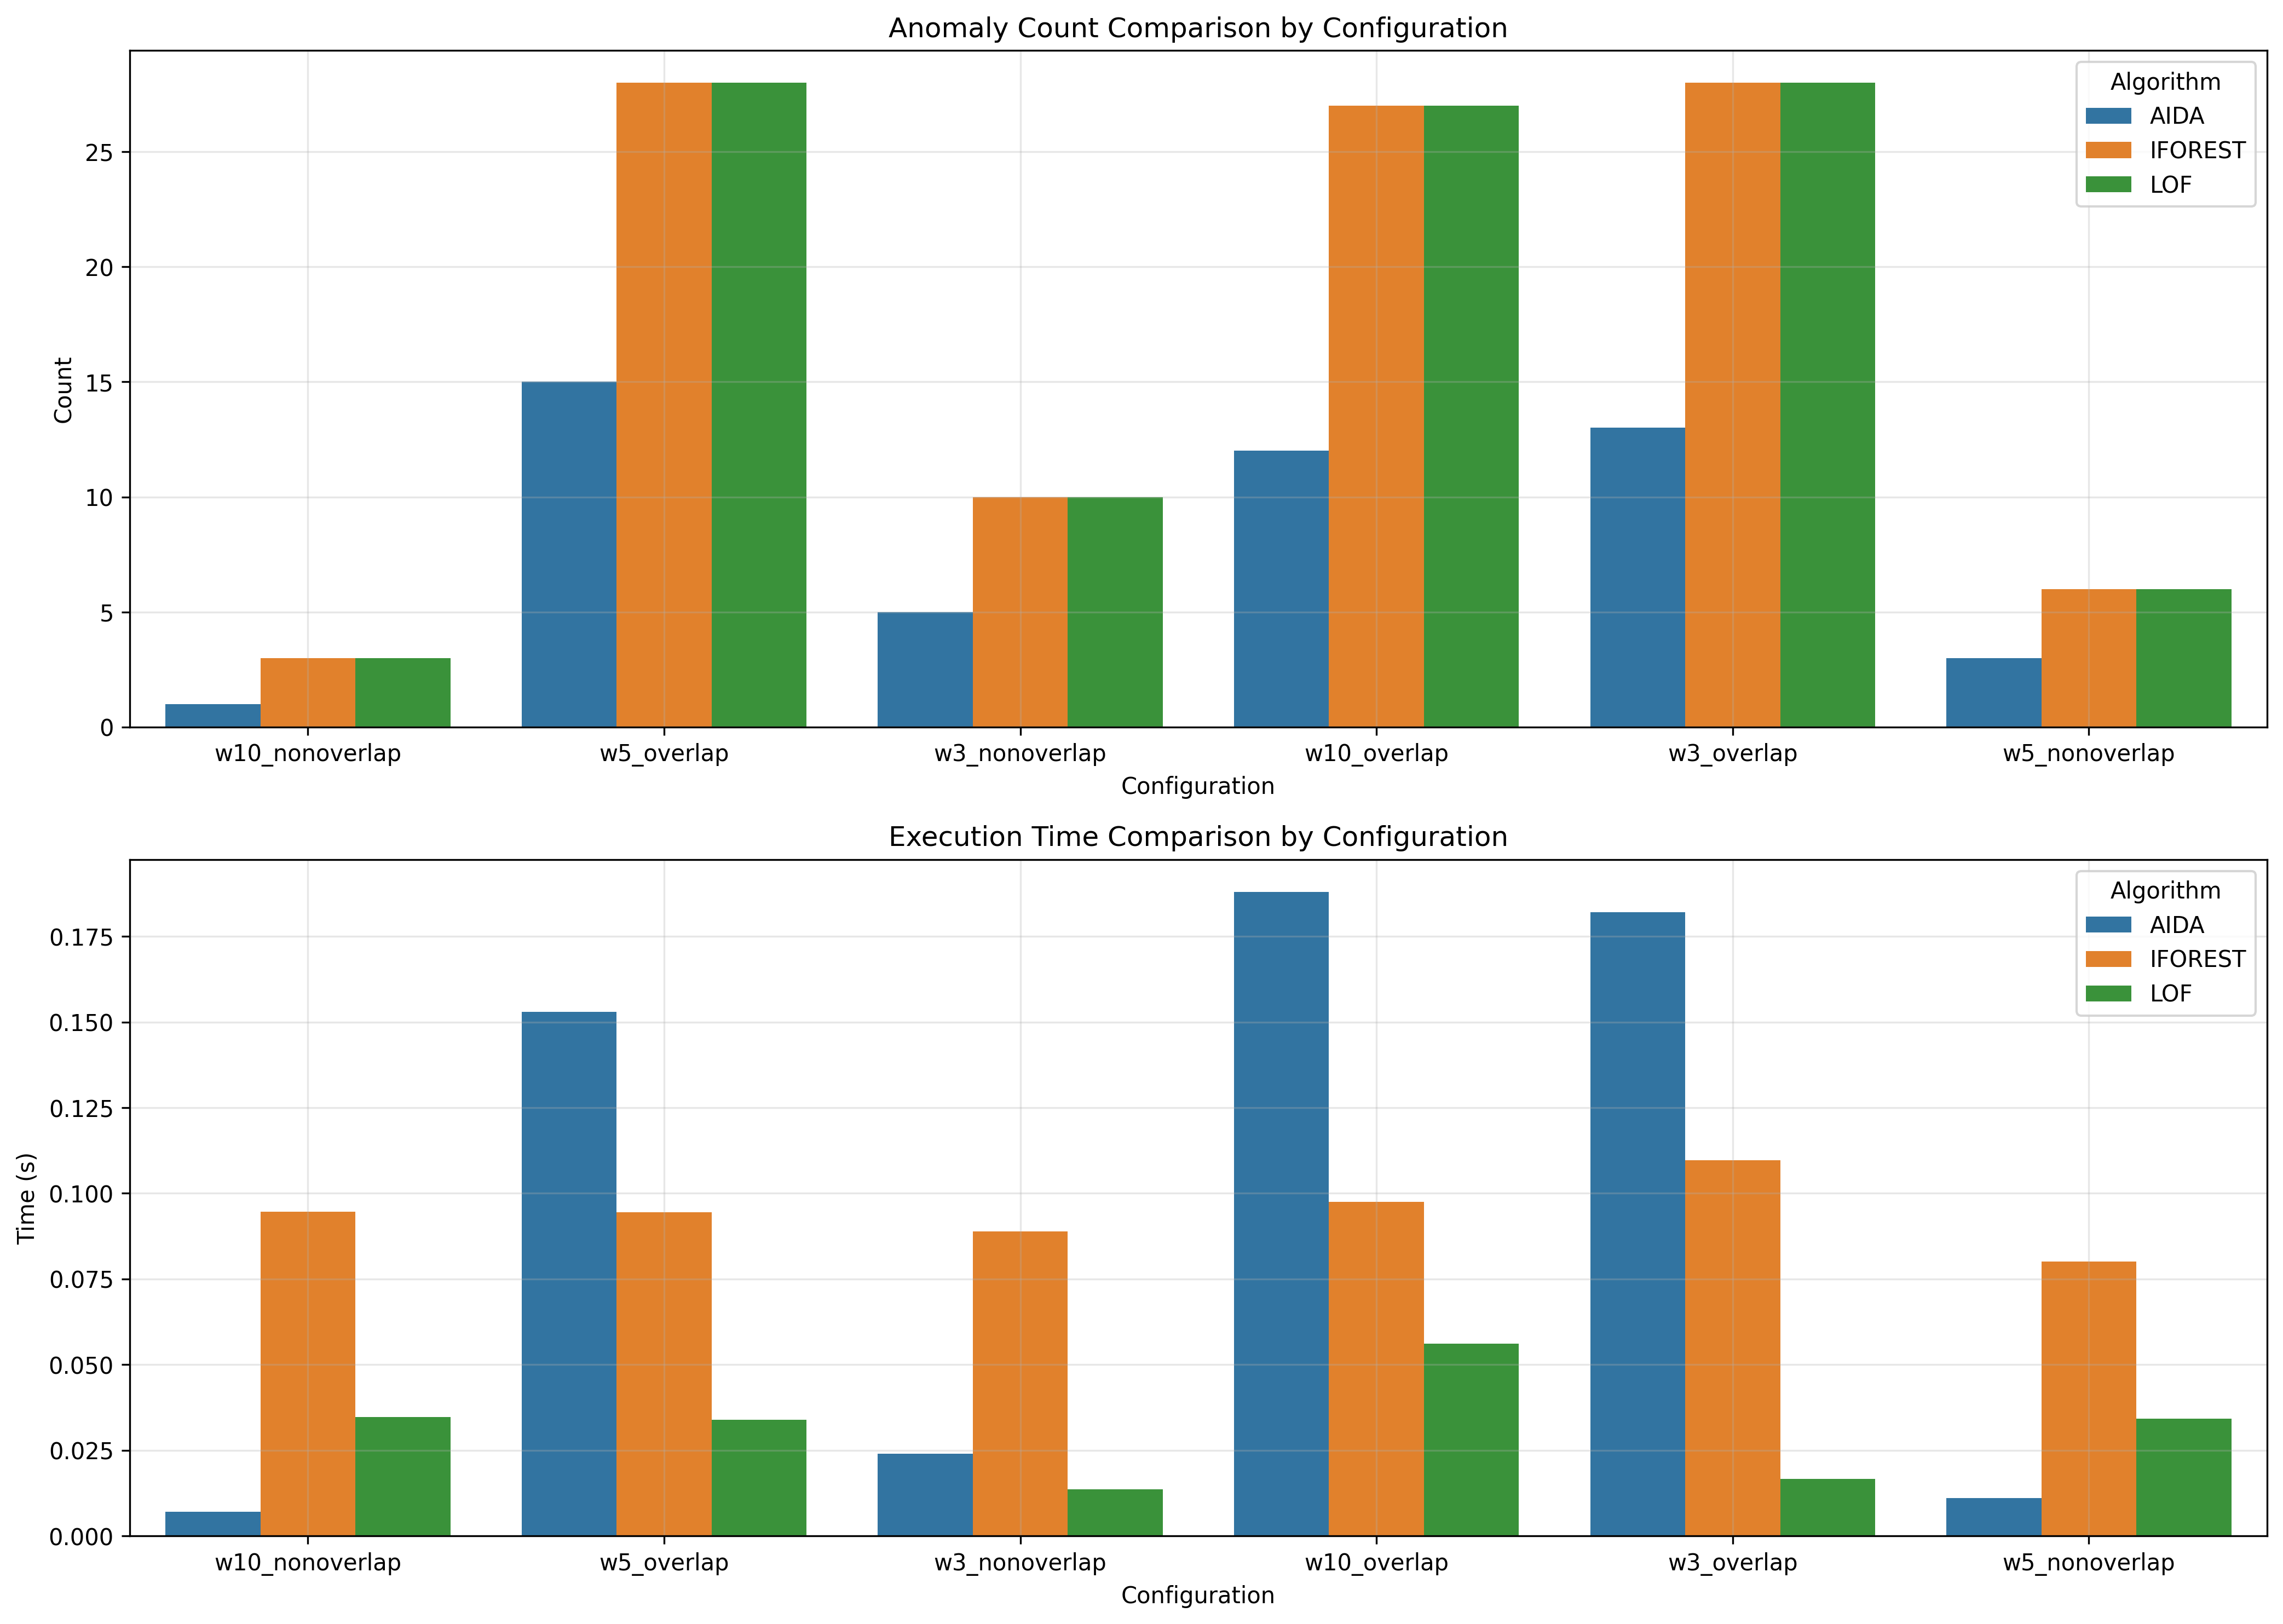 Anomaly Count Comparison by Configuration
Count
25
20
15
10
5
0
Algorithm
AIDA
IFOREST
LOF
w10_nonoverlap w5_overlap w3_nonoverlap w10_overlap w3_overlap w5_nonoverlap
Configuration
Execution Time Comparison by Configuration
Time (s)
0.175
0.150
0.125
0.100
0.075
0.050
0.025
0.000
Algorithm
AIDA
IFOREST
LOF
w10_nonoverlap w5_overlap w3_nonoverlap w10_overlap w3_overlap w5_nonoverlap
Configuration